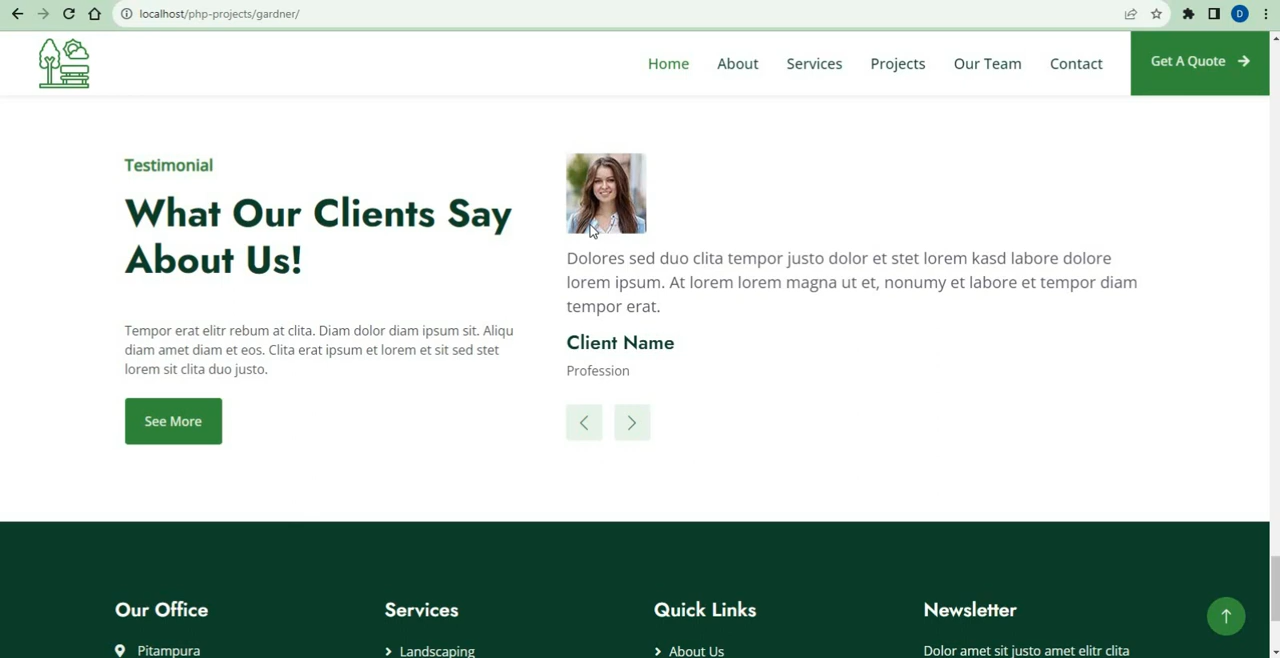 localhost/php-projects/gardner/
D
Home About Services Projects Our Team Contact Get A Quote
Testimonial
What Our Clients Say
About Us!
Tempor erat elitr rebum at clita. Diam dolor diam ipsum sit. Aliqu
diam amet diam et eos. Clita erat ipsum et lorem et sit sed stet
lorem sit clita duo justo.
See More
Dolores sed duo clita tempor justo dolor et stet lorem kasd labore dolore
lorem ipsum. At lorem lorem magna ut et, nonumy et labore et tempor diam
tempor erat.
Client Name
Profession
Our Office
Pitampura
Services
Landscaping
Quick Links
About Us
Newsletter
Dolor amet sit justo amet elitr clita